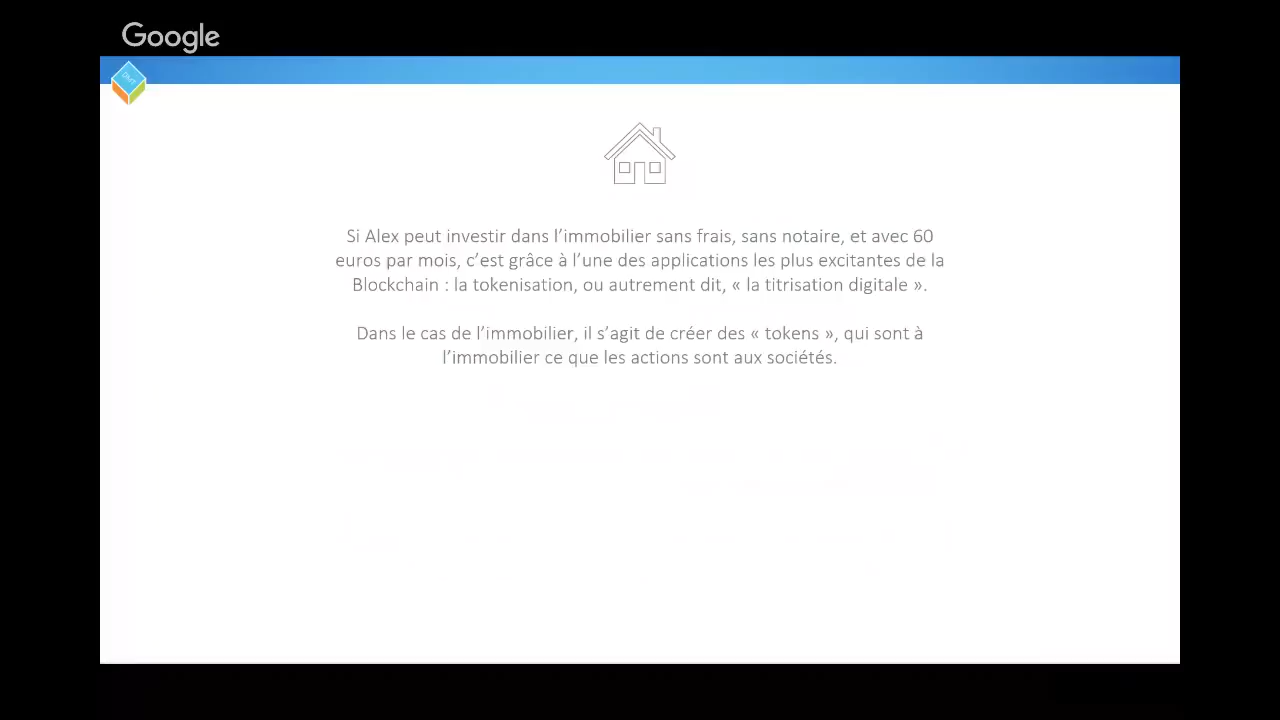 Google
Si Alex peut investir dans l’immobilier sans frais, sans notaire, et avec 60
euros par mois, c’est grâce à l’une des applications les plus excitantes de la
Blockchain : la tokenisation, ou autrement dit, « la titrisation digitale ».
Dans le cas de l’immobilier, il s’agit de créer des « tokens », qui sont à
l’immobilier ce que les actions sont aux sociétés.